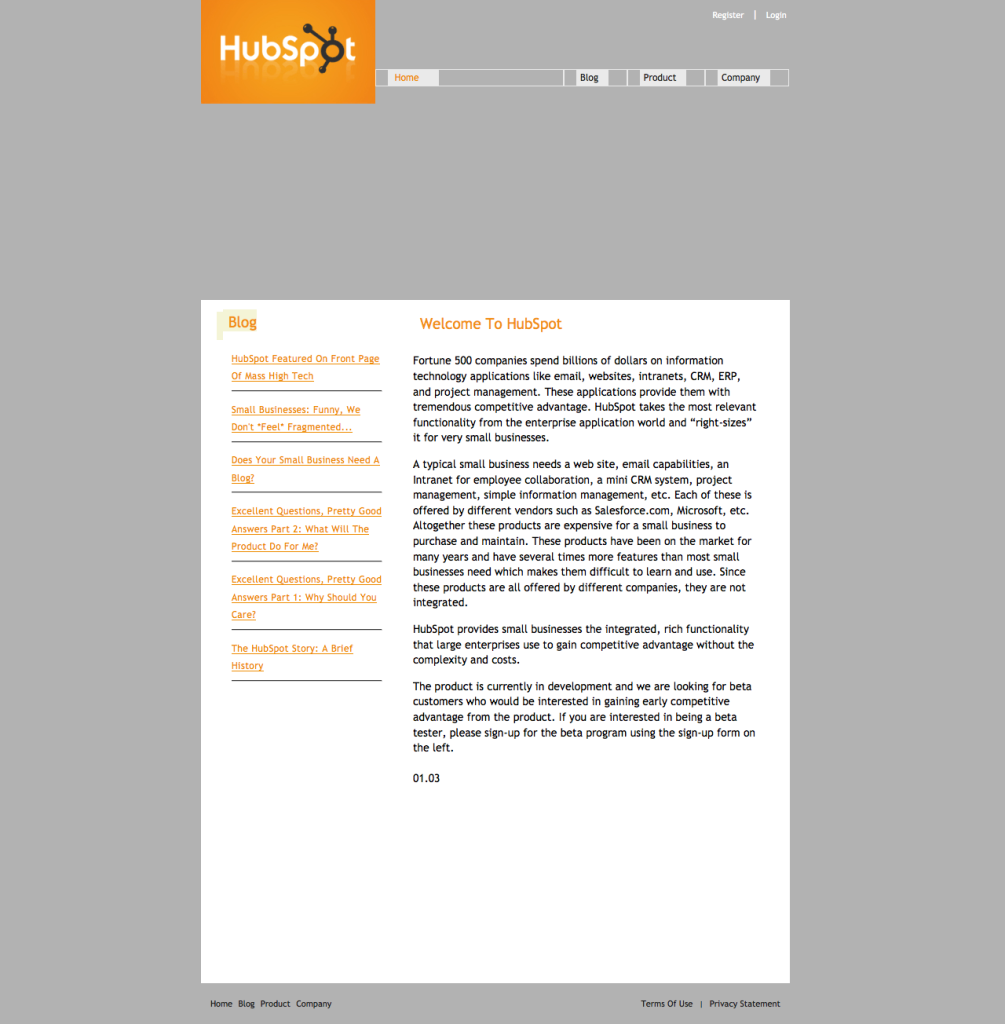 HubSpot
Register | Login
Home Blog Product Company
Blog
HubSpot Featured On Front Page
Of Mass High Tech
Small Businesses: Funny, We
Don't *Feel* Fragmented...
Does Your Small Business Need A
Blog?
Excellent Questions, Pretty Good
Answers Part 2: What Will The
Product Do For Me?
Excellent Questions, Pretty Good
Answers Part 1: Why Should You
Care?
The HubSpot Story: A Brief
History
Welcome To HubSpot
Fortune 500 companies spend billions of dollars on information
technology applications like email, websites, intranets, CRM, ERP,
and project management. These applications provide them with
tremendous competitive advantage. HubSpot takes the most relevant
functionality from the enterprise application world and “right-sizes”
it for very small businesses.
A typical small business needs a web site, email capabilities, an
Intranet for employee collaboration, a mini CRM system, project
management, simple information management, etc. Each of these is
offered by different vendors such as Salesforce.com, Microsoft, etc.
Altogether these products are expensive for a small business to
purchase and maintain. These products have been on the market for
many years and have several times more features than most small
businesses need which makes them difficult to learn and use. Since
these products are all offered by different companies, they are not
integrated.
HubSpot provides small businesses the integrated, rich functionality
that large enterprises use to gain competitive advantage without the
complexity and costs.
The product is currently in development and we are looking for beta
customers who would be interested in gaining early competitive
advantage from the product. If you are interested in being a beta
tester, please sign-up for the beta program using the sign-up form on
the left.
01.03
Home Blog Product Company
Terms Of Use | Privacy Statement